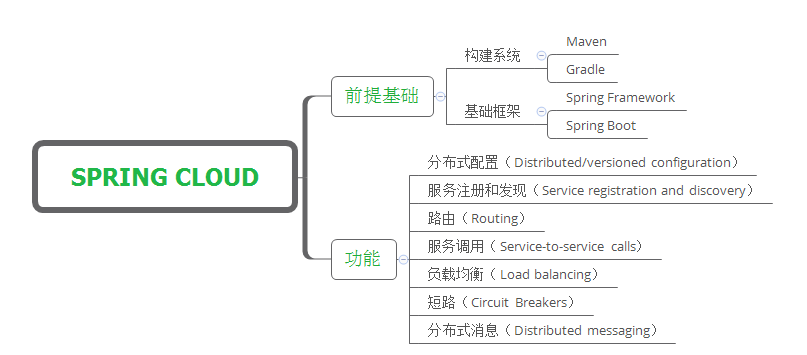 SPRING CLOUD
前提基础
构建系统
Maven
Gradle
基础框架
Spring Framework
Spring Boot
功能
分布式配置（Distributed/versioned configuration）
服务注册和发现（Service registration and discovery）
路由（Routing）
服务调用（Service-to-service calls）
负载均衡（Load balancing）
短路（Circuit Breakers）
分布式消息（Distributed messaging）